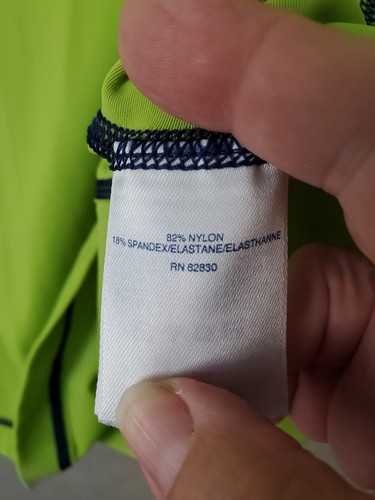 82% NYLON
18% SPANDEX/ELASTANE/ELASTHANNE
RN 62830